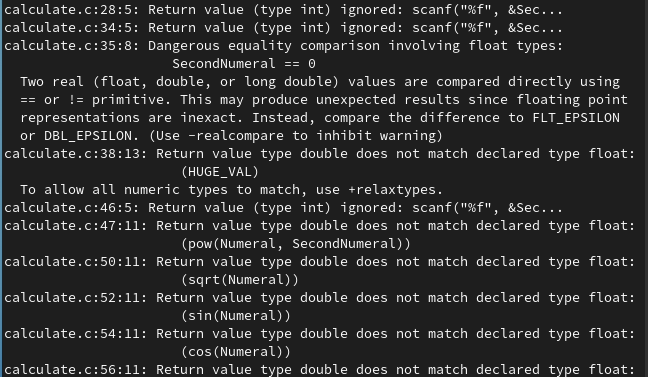 calculate.c:28:5: Return value (type int) ignored: scanf("%f", &Sec...
calculate.c:34:5: Return value (type int) ignored: scanf("%f", &Sec...
calculate.c:35:8: Dangerous equality comparison involving float types:
SecondNumeral == 0
Two real (float, double, or long double) values are compared directly using
== or != primitive. This may produce unexpected results since floating point
representations are inexact. Instead, compare the difference to FLT_EPSILON
or DBL_EPSILON. (Use -realcompare to inhibit warning)
calculate.c:38:13: Return value type double does not match declared type float:
(HUGE_VAL)
To allow all numeric types to match, use +relaxtypes.
calculate.c:46:5: Return value (type int) ignored: scanf("%f", &Sec...
calculate.c:47:11: Return value type double does not match declared type float:
(pow(Numeral, SecondNumeral))
calculate.c:50:11: Return value type double does not match declared type float:
(sqrt(Numeral))
calculate.c:52:11: Return value type double does not match declared type float:
(sin(Numeral))
calculate.c:54:11: Return value type double does not match declared type float:
(cos(Numeral))
calculate.c:56:11: Return value type double does not match declared type float: